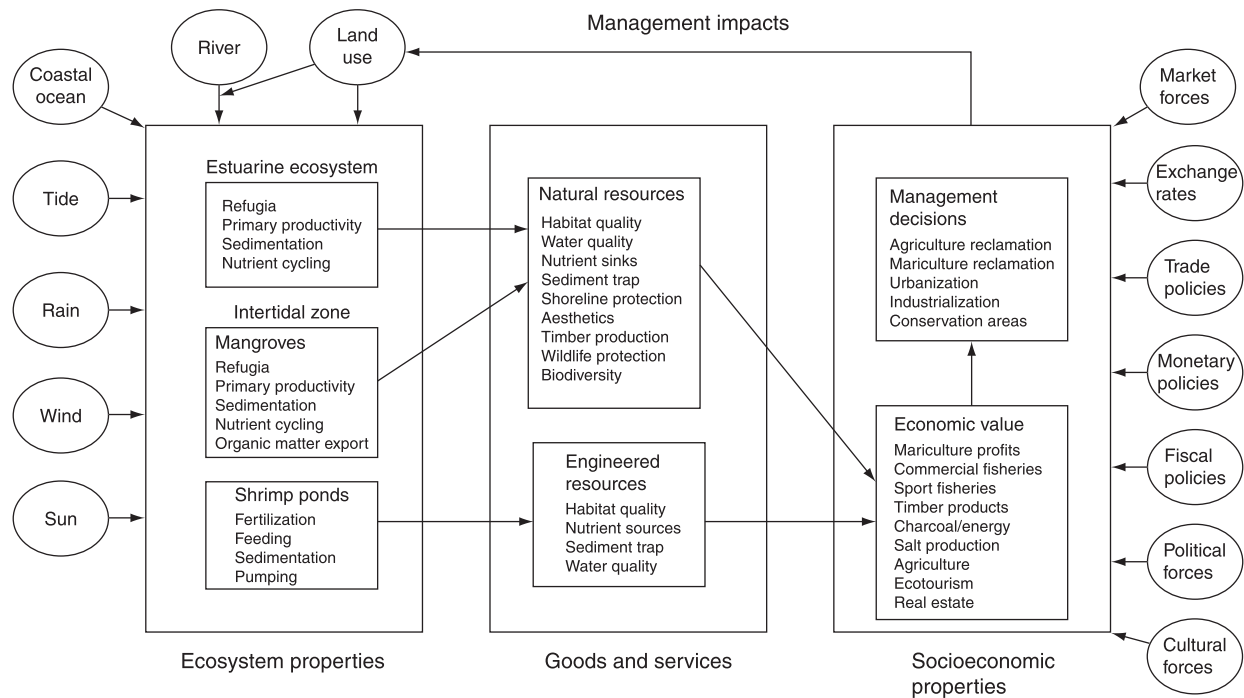 Management impacts
River
Land
use
Coastal
ocean
Tide
Rain
Wind
Sun
Estuarine ecosystem
Refugia
Primary productivity
Sedimentation
Nutrient cycling
Intertidal zone
Mangroves
Refugia
Primary productivity
Sedimentation
Nutrient cycling
Organic matter export
Shrimp ponds
Fertilization
Feeding
Sedimentation
Pumping
Ecosystem properties
Natural resources
Habitat quality
Water quality
Nutrient sinks
Sediment trap
Shoreline protection
Aesthetics
Timber production
Wildlife protection
Biodiversity
Engineered
resources
Habitat quality
Nutrient sources
Sediment trap
Water quality
Goods and services
Management
decisions
Agriculture reclamation
Mariculture reclamation
Urbanization
Industrialization
Conservation areas
Economic value
Mariculture profits
Commercial fisheries
Sport fisheries
Timber products
Charcoal/energy
Salt production
Agriculture
Ecotourism
Real estate
Socioeconomic
properties
Market
forces
Exchange
rates
Trade
policies
Monetary
policies
Fiscal
policies
Political
forces
Cultural
forces